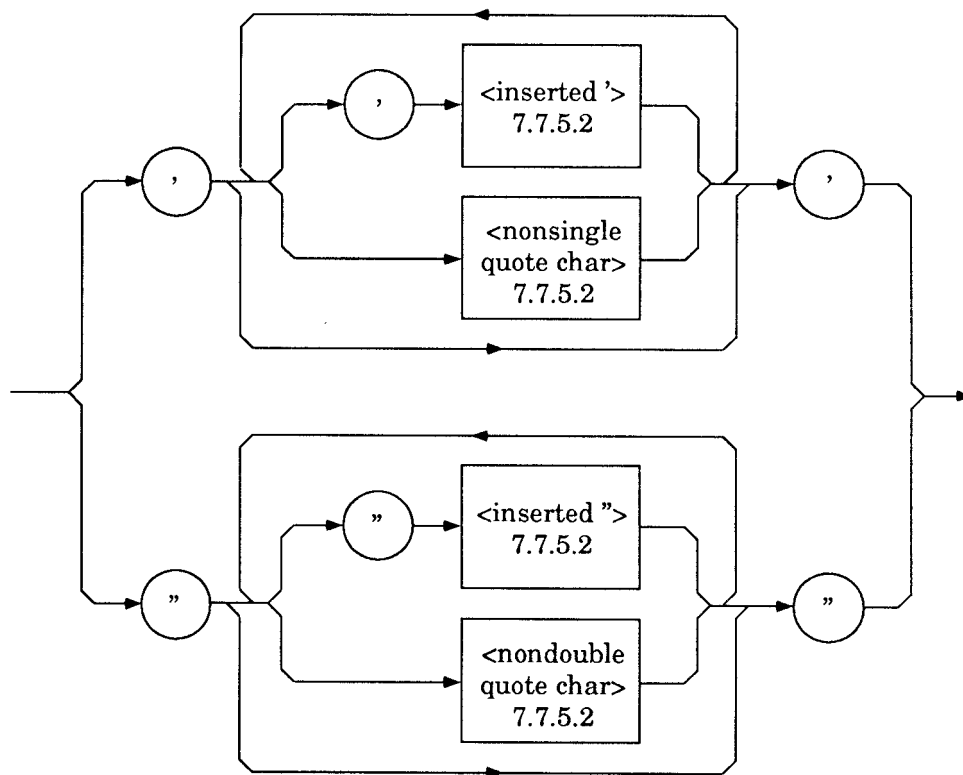 ’
<inserted ’>
7.7.5.2
’
’
<nonsingle
quote char>
7.7.5.2
”
<inserted ”>
7.7.5.2
”
”
<nondouble
quote char>
7.7.5.2